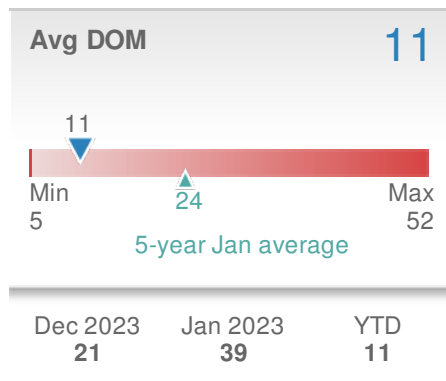 Avg DOM 11
11
24
Min Max
5 52
5-year Jan average
Dec 2023 Jan 2023 YTD
21 39 11